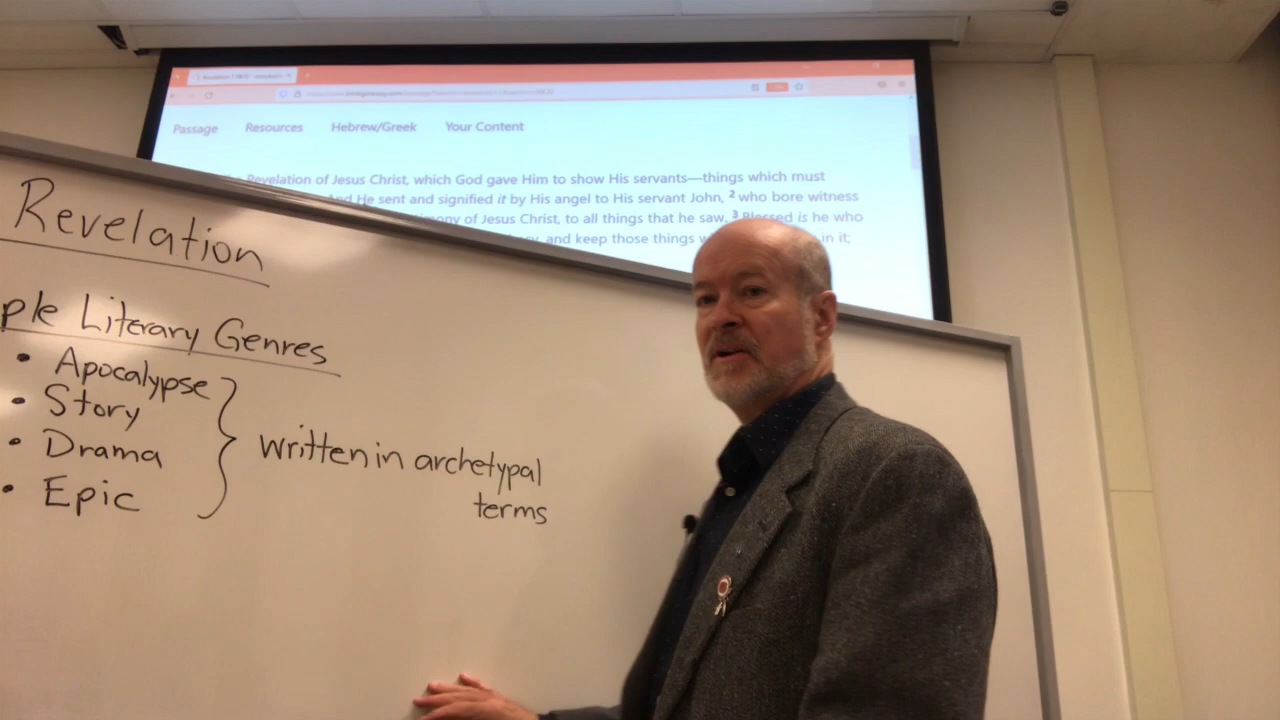 Passage Resources Hebrew/Greek Your Content
Revelation of Jesus Christ, which God gave Him to show His servants—things which must
He sent and signified it by His angel to His servant John, 2 who bore witness
of Jesus Christ, to all things that he saw. 3 Blessed is he who
and keep those things in it;
Revelation
ple Literary Genres
• Apocalypse
• Story
• Drama
• Epic
written in archetypal
terms